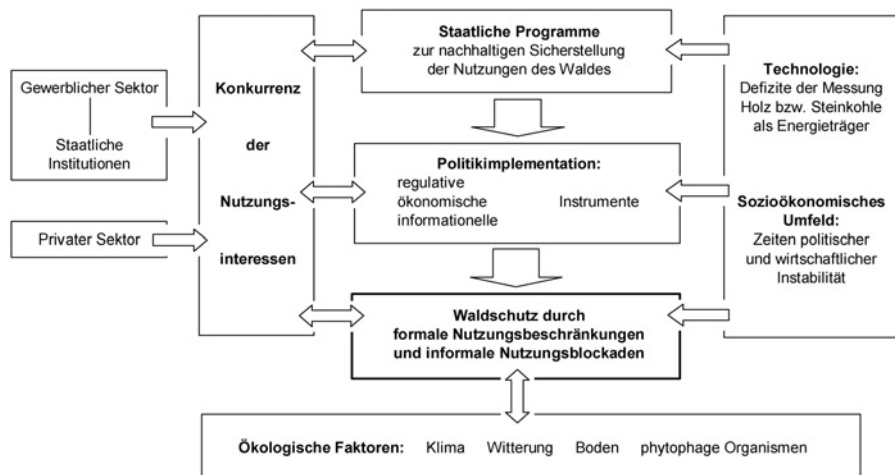 Gewerblicher Sektor
Staatliche
Institutionen
Privater Sektor
Konkurrenz
der
Nutzungs-
interessen
Staatliche Programme
zur nachhaltigen Sicherstellung
der Nutzungen des Waldes
Politikimplementation:
regulative
ökonomische Instrumente
informationelle
Waldschutz durch
formale Nutzungsbeschränkungen
und informale Nutzungsblockaden
Technologie:
Defizite der Messung
Holz bzw. Steinkohle
als Energieträger
Sozioökonomisches
Umfeld:
Zeiten politischer
und wirtschaftlicher
Instabilität
Ökologische Faktoren: Klima Witterung Boden phytophage Organismen